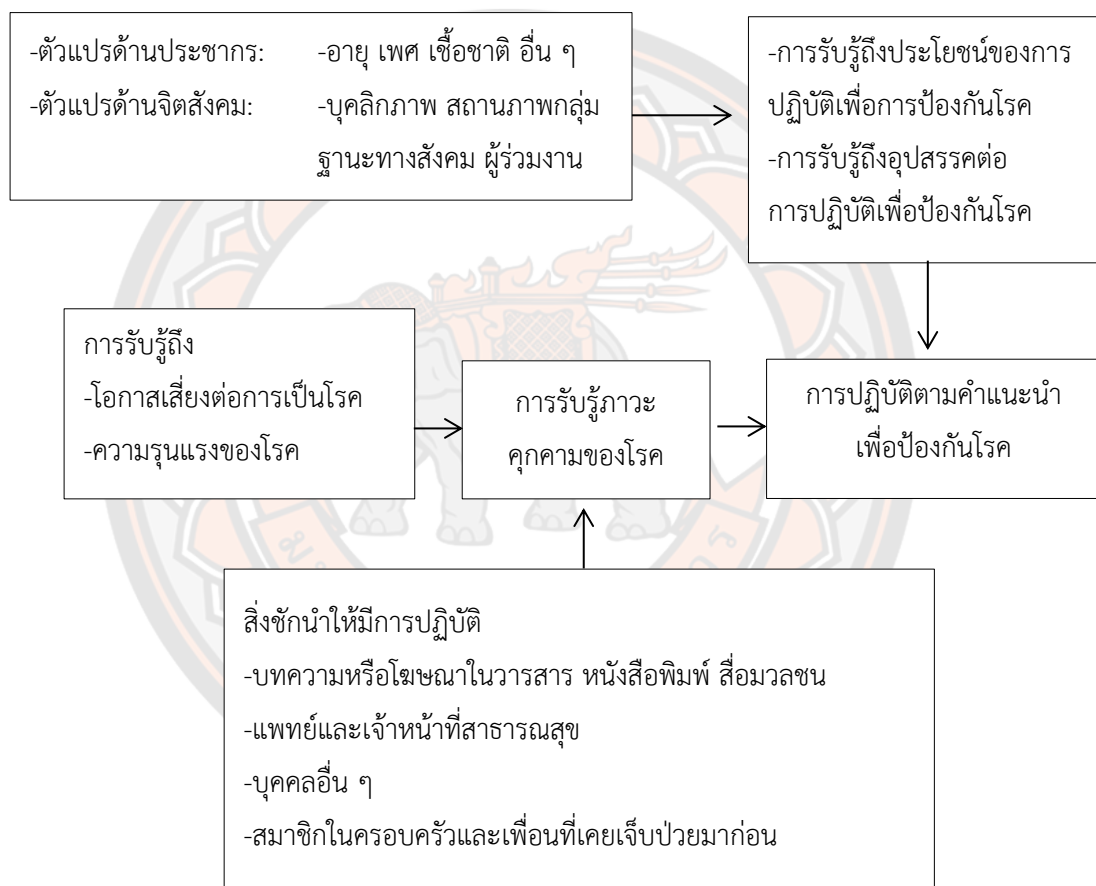 -ตัวแปรด้านประชากร: -อายุ เพศ เชื้อชาติ อื่น ๆ
-ตัวแปรด้านจิตสังคม: -บุคลิกภาพ สถานภาพกลุ่ม
ฐานะทางสังคม ผู้ร่วมงาน
-การรับรู้ถึงประโยชน์ของการ
ปฏิบัติเพื่อการป้องกันโรค
-การรับรู้ถึงอุปสรรคต่อ
การปฏิบัติเพื่อป้องกันโรค
การรับรู้ถึง
-โอกาสเสี่ยงต่อการเป็นโรค
-ความรุนแรงของโรค
การรับรู้ภาวะ
คุกคามของโรค
การปฏิบัติตามคำแนะนำ
เพื่อป้องกันโรค
สิ่งชักนำให้มีการปฏิบัติ
-บทความหรือโฆษณาในวารสาร หนังสือพิมพ์ สื่อมวลชน
-แพทย์และเจ้าหน้าที่สาธารณสุข
-บุคคลอื่น ๆ
-สมาชิกในครอบครัวและเพื่อนที่เคยเจ็บป่วยมาก่อน